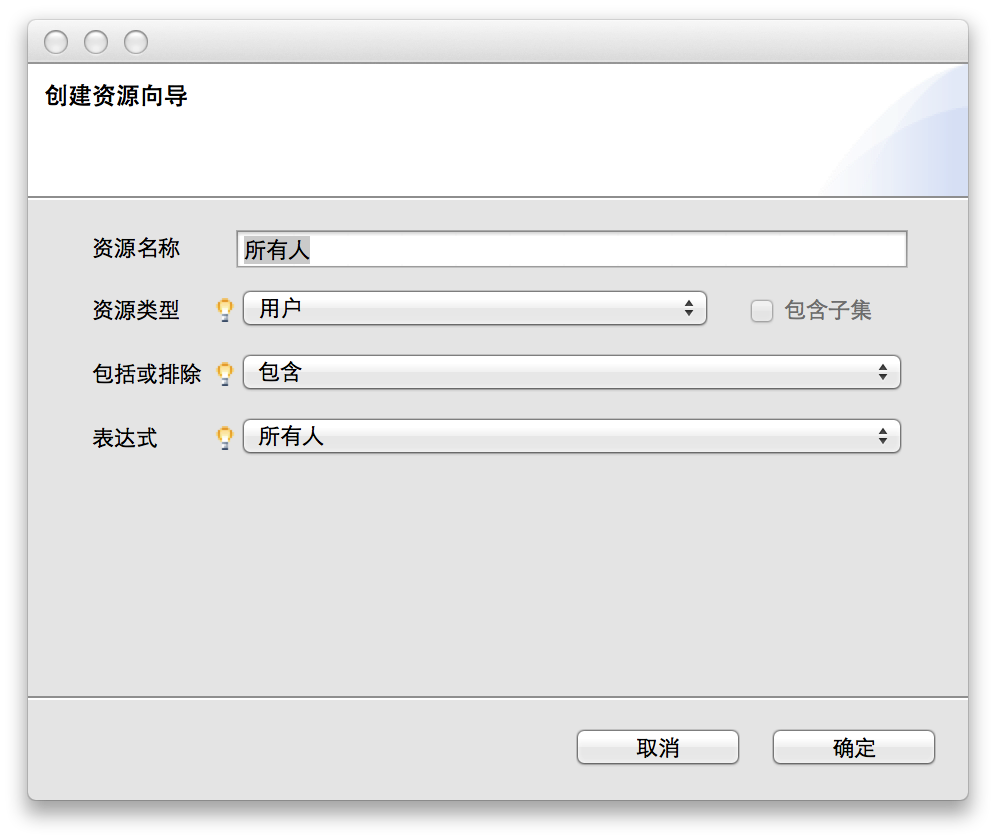 创建资源向导
资源名称 所有人
资源类型 用户 包含子集
包括或排除 包含
表达式 所有人
取消 确定